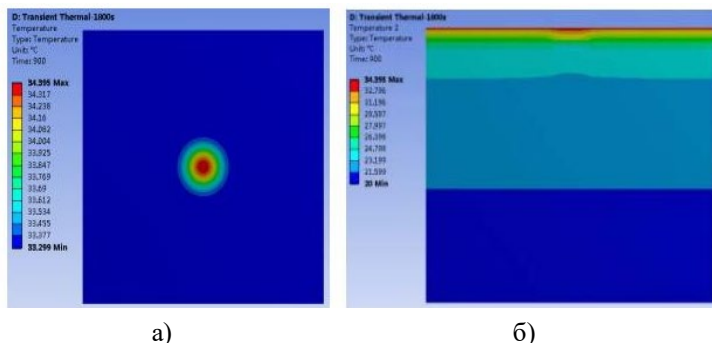 D: Transient Thermal-1800s
Temperature
Type: Temperature
Unit: °C
Time: 900
34.395 Max
34.317
34.238
34.16
34.082
34.004
33.925
33.847
33.769
33.69
33.612
33.534
33.455
33.377
33.299 Min
а)
D: Transient Thermal-1800s
Temperature 2
Type: Temperature
Unit: °C
Time: 900
34.395 Max
32.796
31.196
29.597
27.997
26.398
24.798
23.199
21.599
20 Min
б)